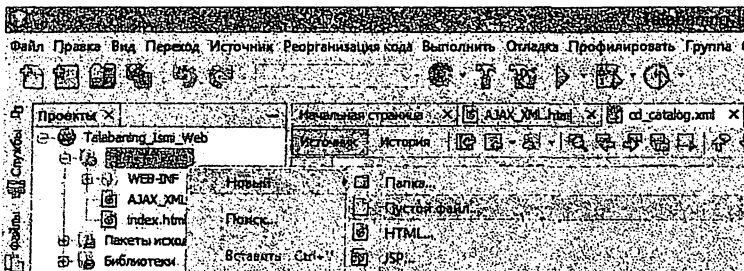 Файл Правка Вид Переход Источник Реорганизация кода Выполнить Отладка Профилировать Группа
Проекты ×
Начальная страница × AJAX_XML.html × cd_catalog.xml ×
Talabaning_Ismi_Web
Источник История
WEB-INF
AJAX_XML
index.html
Пакеты исход
Библиотеки
Новый
Поиск...
Вставить Ctrl+
Папка...
Пустой файл...
HTML...
JSP...
Службы
Файлы